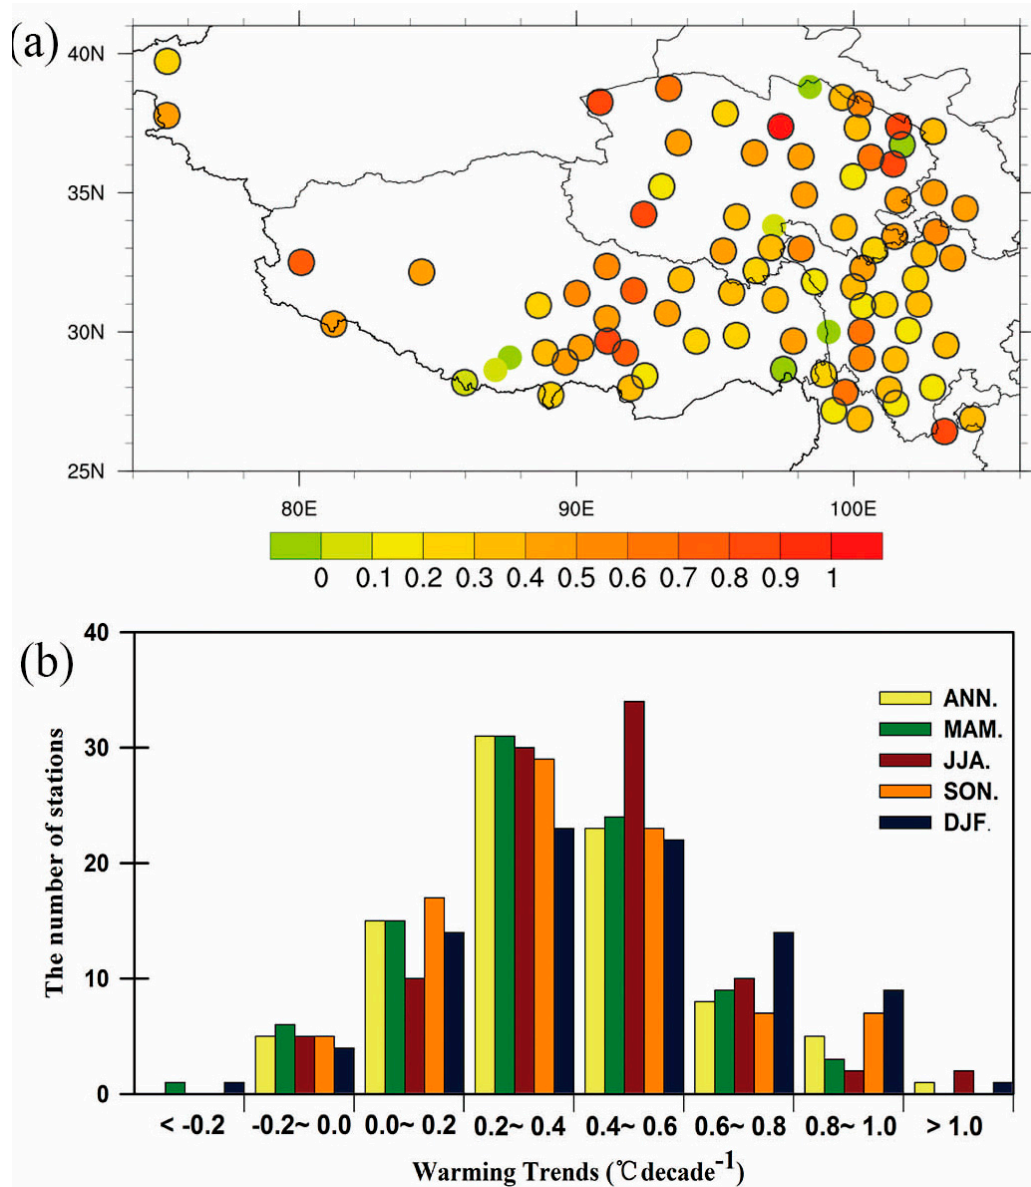 (a)
40N
35N
30N
25N
80E 90E 100E
0 0.1 0.2 0.3 0.4 0.5 0.6 0.7 0.8 0.9 1
(b)
40
30
20
10
0
The number of stations
ANN.
MAM.
JJA.
SON.
DJF.
< -0.2 -0.2~ 0.0 0.0~ 0.2 0.2~ 0.4 0.4~ 0.6 0.6~ 0.8 0.8~ 1.0 > 1.0
Warming Trends (℃decade⁻¹)